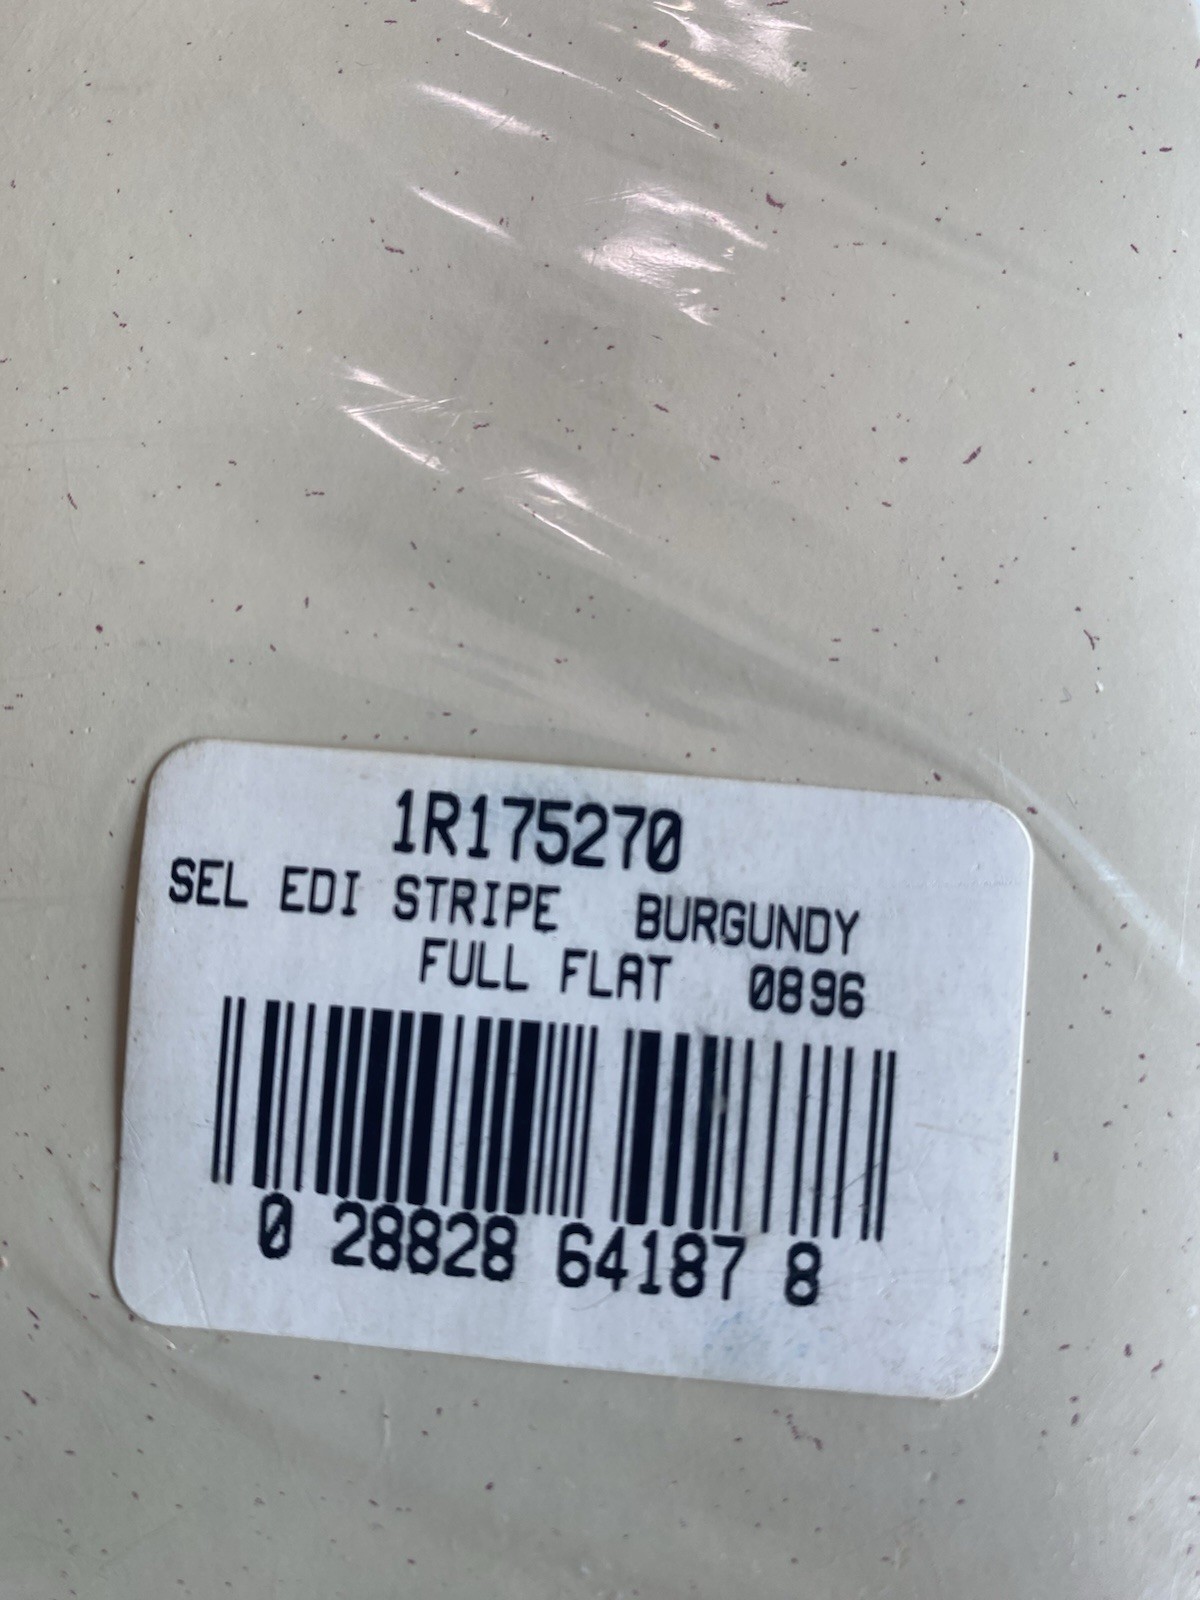 1R175270
SEL EDI STRIPE BURGUNDY
FULL FLAT 0896
0 28828 64187 8